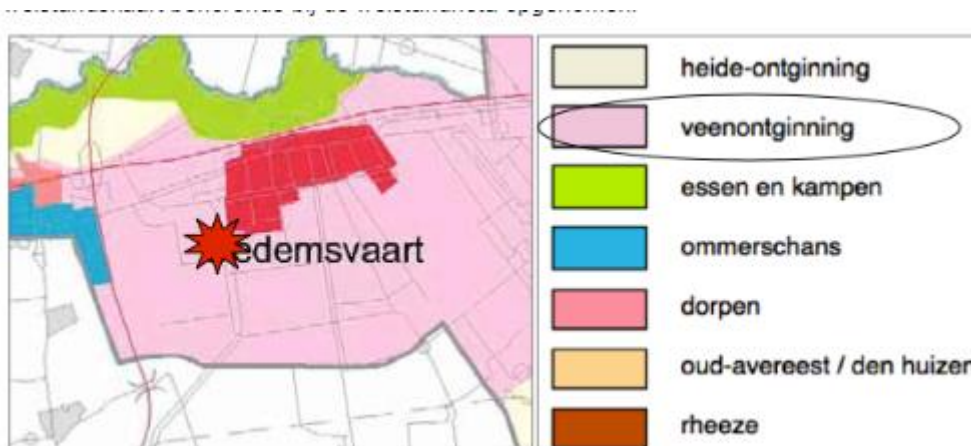 edemsvaart
heide-ontginning
veenontginning
essen en kampen
ommerschans
dorpen
oud-avereest / den huizen
rheeze